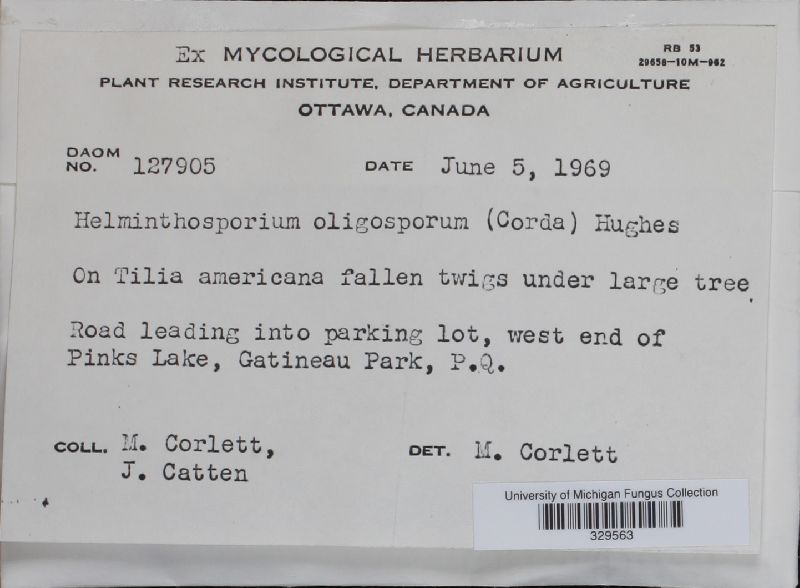 Ex MYCOLOGICAL HERBARIUM
RB 53
29658-10M-962
PLANT RESEARCH INSTITUTE, DEPARTMENT OF AGRICULTURE
OTTAWA, CANADA
DAOM NO. 127905 DATE June 5, 1969
Helminthosporium oligosporum (Corda) Hughes
On Tilia americana fallen twigs under large tree.
Road leading into parking lot, west end of
Pinks Lake, Gatineau Park, P.Q.
COLL. M. Corlett, DET. M. Corlett
J. Catten
University of Michigan Fungus Collection
329563